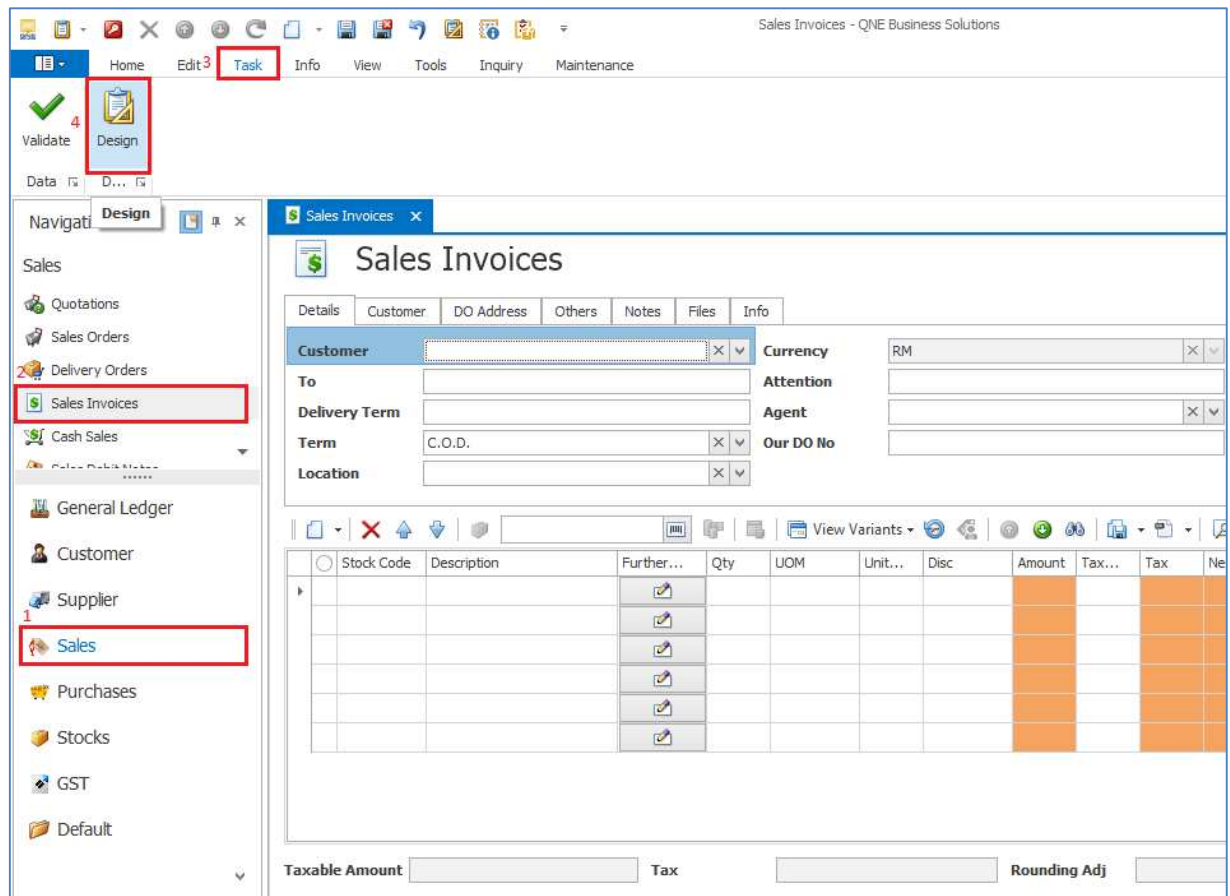 Sales Invoices - QNE Business Solutions
Home Edit 3 Task Info View Tools Inquiry Maintenance
4
Validate Design
Data D...
Navigati
Design
Sales Invoices
Sales
Sales Invoices
Quotations
Sales Orders
2 Delivery Orders
Sales Invoices
Cash Sales
General Ledger
Customer
Supplier
1
Sales
Purchases
Stocks
GST
Default
Details Customer DO Address Others Notes Files Info
Customer Currency RM
To Attention
Delivery Term Agent
Term C.O.D. Our DO No
Location
View Variants
Stock Code Description Further... Qty UOM Unit... Disc Amount Tax... Tax Ne
Taxable Amount Tax Rounding Adj